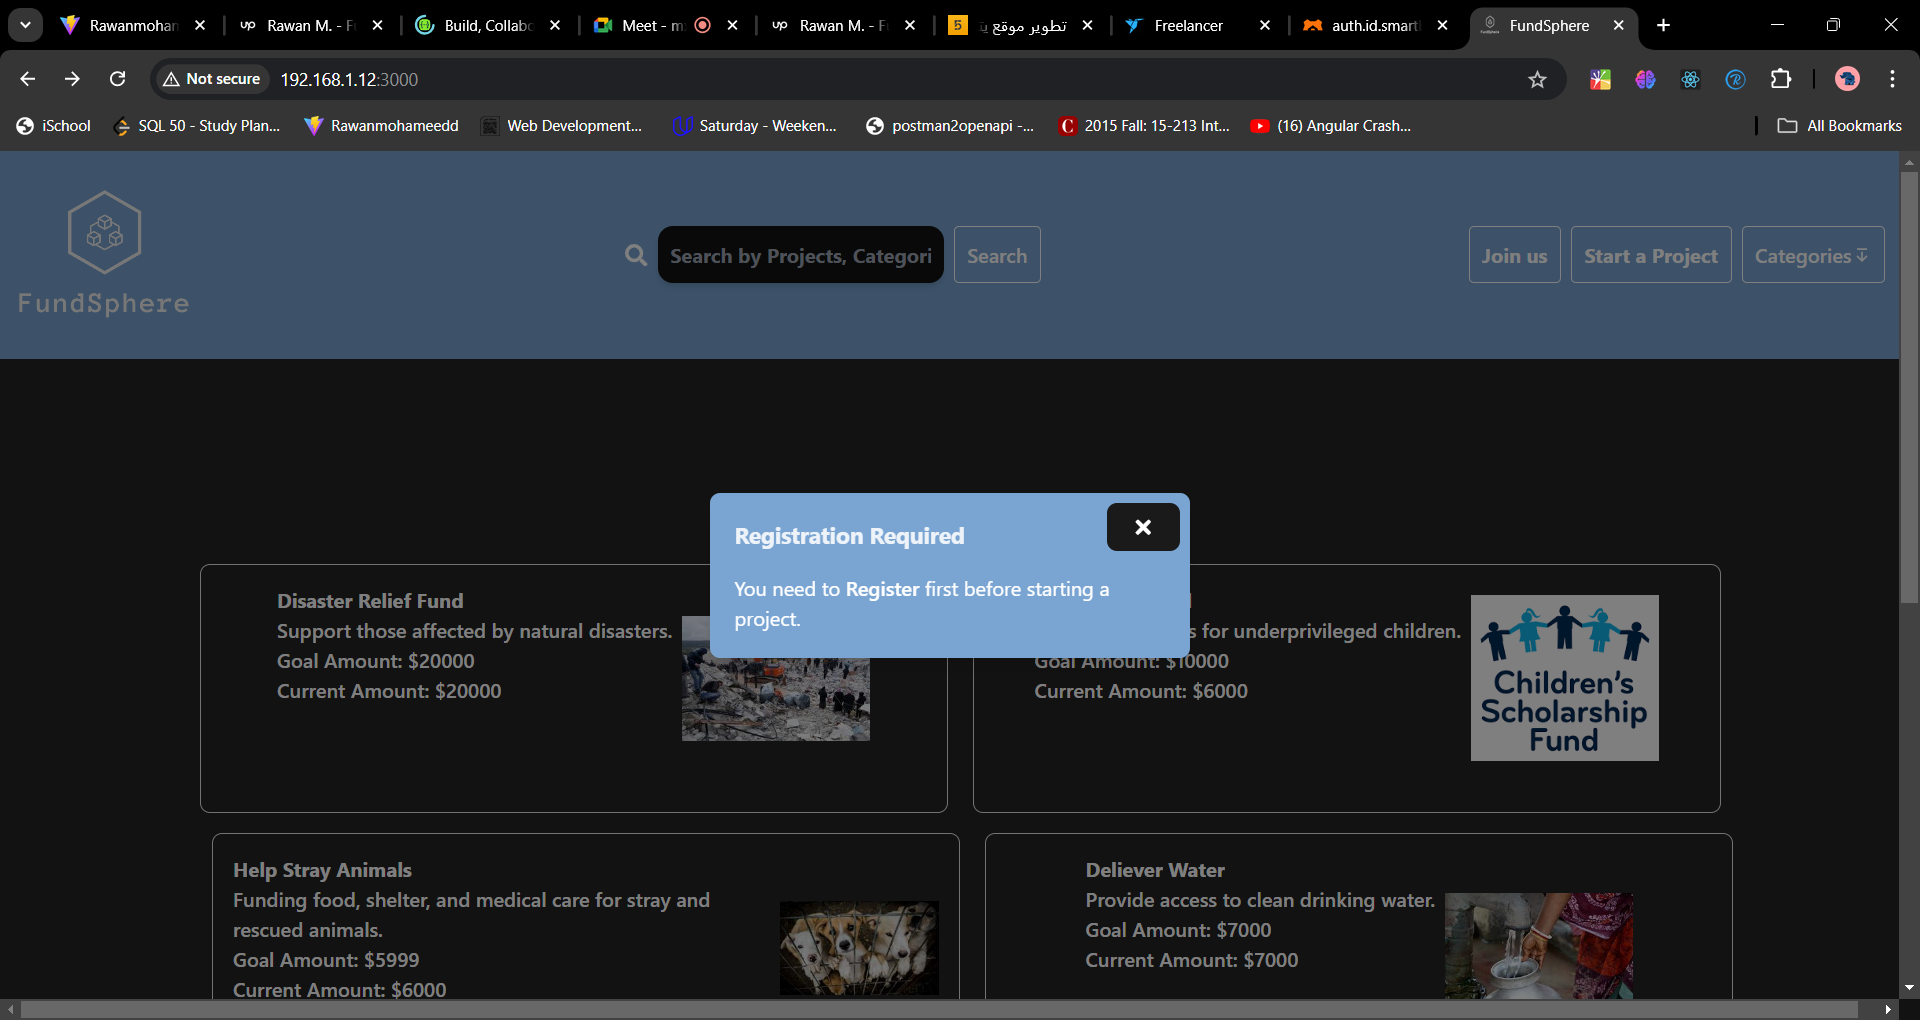 Rawanmohan
Rawan M. - F
Build, Collabo
Meet - m
Rawan M. - F
5
تطوير موقع
Freelancer
auth.id.smart
FundSphere
Not secure
192.168.1.12:3000
iSchool
SQL 50 - Study Plan...
Rawanmohameedd
Web Development...
Saturday - Weeken...
postman2openapi -...
2015 Fall: 15-213 Int...
(16) Angular Crash...
All Bookmarks
FundSphere
Search by Projects, Categori
Search
Join us
Start a Project
Categories
Registration Required
You need to Register first before starting a
project.
Disaster Relief Fund
Support those affected by natural disasters.
Goal Amount: $20000
Current Amount: $20000
for underprivileged children.
Goal Amount: $10000
Current Amount: $6000
Children's
Scholarship
Fund
Help Stray Animals
Funding food, shelter, and medical care for stray and
rescued animals.
Goal Amount: $5999
Current Amount: $6000
Deliever Water
Provide access to clean drinking water.
Goal Amount: $7000
Current Amount: $7000